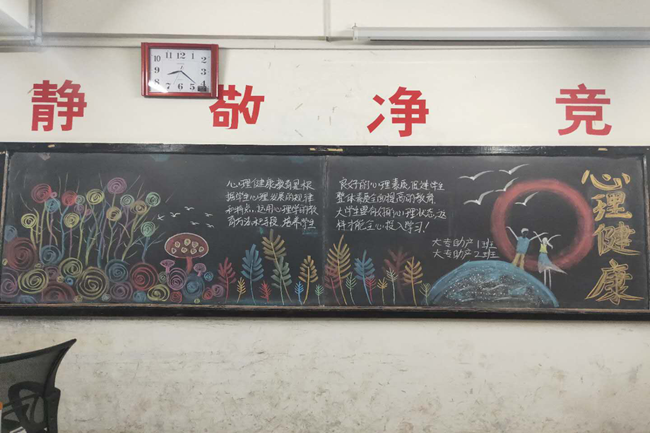 静 敬 净 竞
心理健康教育是根
据学生心理发展的规律
和特点，运用心理学的教
育方法和手段，培养学生
良好的心理素质，促进学生
整体素质全面提高的教育
大学生要有好的心理状态，这
样才能全心投入学习！
大专助产1班
大专助产2班
心理健康